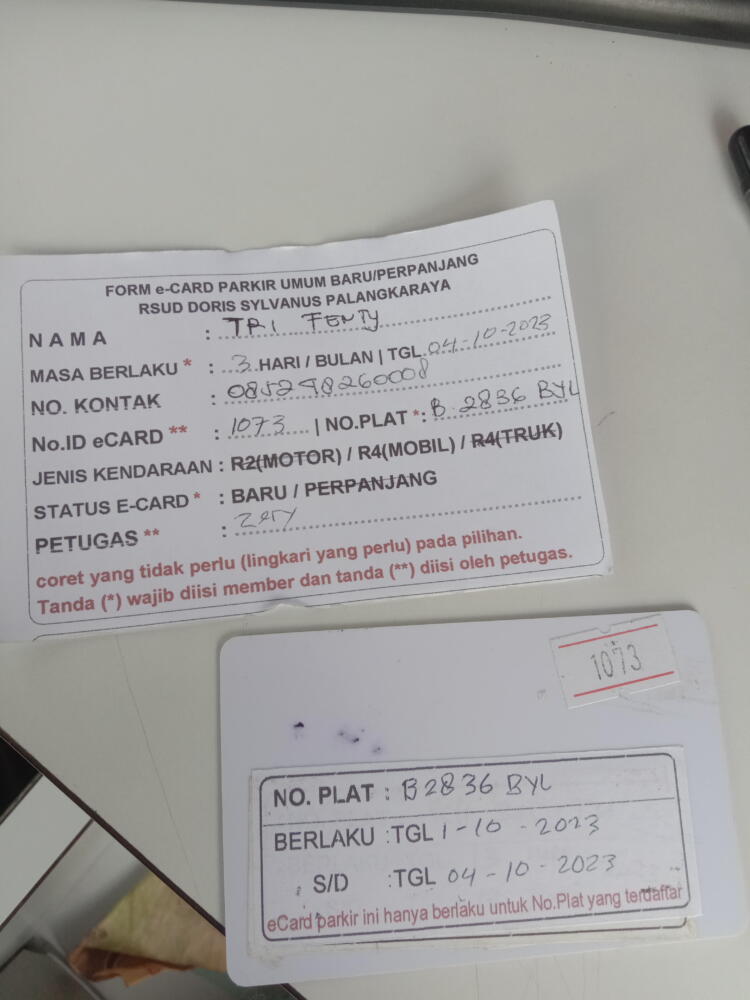 FORM e-CARD PARKIR UMUM BARU/PERPANJANG
RSUD DORIS SYLVANUS PALANGKARAYA
NAMA : TRI FENTY
MASA BERLAKU * : 3 HARI / BULAN | TGL. 04-10-2023
NO. KONTAK : 085298260008
No.ID eCARD ** : 1073 | NO.PLAT *: B 2836 BYL
JENIS KENDARAAN : R2(MOTOR) / R4(MOBIL) / R4(TRUK)
STATUS E-CARD * : BARU / PERPANJANG
PETUGAS ** : Zery
coret yang tidak perlu (lingkari yang perlu) pada pilihan.
Tanda (*) wajib diisi member dan tanda (**) diisi oleh petugas.
1073
NO. PLAT : B 2836 BYL
BERLAKU : TGL 1-10-2023
S/D : TGL 04-10-2023
eCard parkir ini hanya berlaku untuk No.Plat yang terdaftar